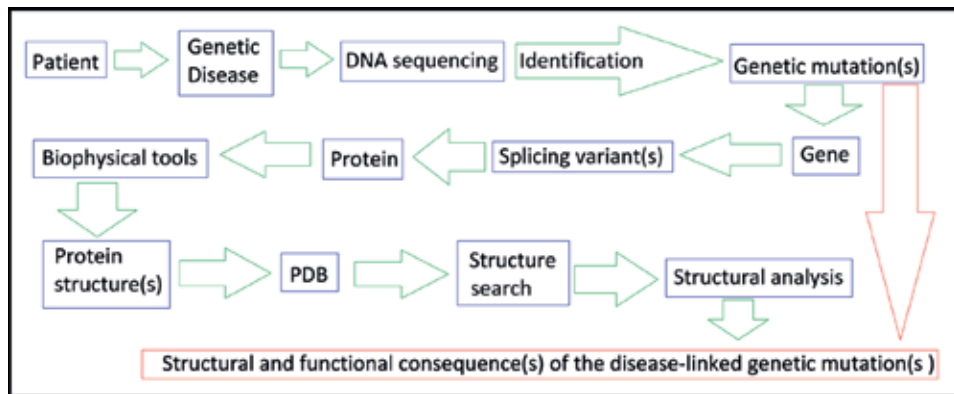 Patient
Genetic
Disease
DNA sequencing
Identification
Genetic mutation(s)
Biophysical tools
Protein
Splicing variant(s)
Gene
Protein
structure(s)
PDB
Structure
search
Structural analysis
Structural and functional consequence(s) of the disease-linked genetic mutation(s )